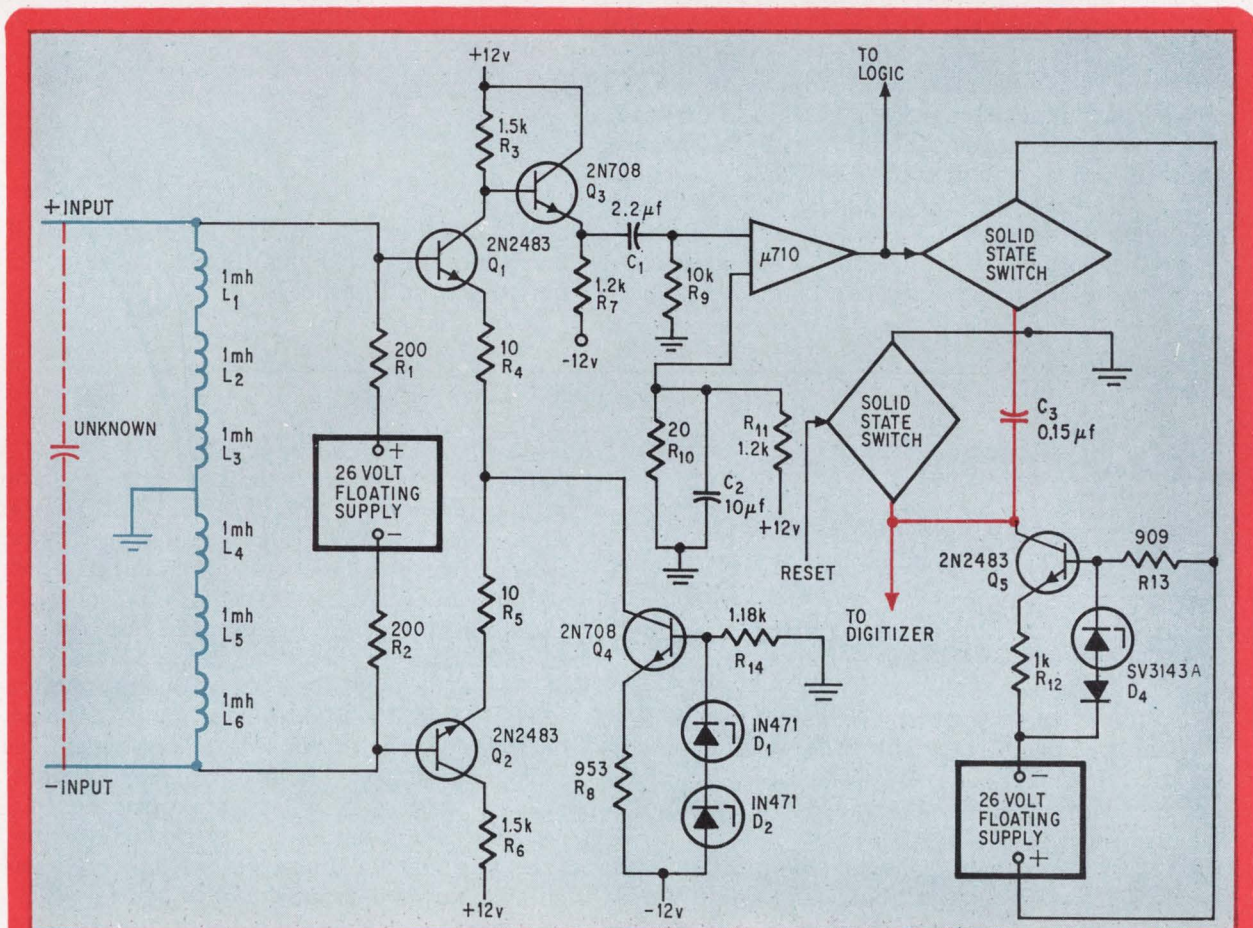 +12v
TO
LOGIC
1.5k
R3
2N708
Q3
+INPUT
2.2µf
C1
2N2483
Q1
µ710
SOLID
STATE
SWITCH
1mh
L1
1.2k
R7
10k
R9
-12v
200
R1
10
R4
1mh
L2
UNKNOWN
1mh
L3
26 VOLT
FLOATING
SUPPLY
+
-
SOLID
STATE
SWITCH
C3
0.15µf
20
R10
R11
1.2k
C2
10µf
+12v
RESET
1mh
L4
1mh
L5
1mh
L6
200
R2
10
R5
2N708
Q4
1.18k
R14
TO
DIGITIZER
2N2483
Q5
909
R13
SV3143A
D4
1k
R12
2N2483
Q2
-INPUT
IN471
D1
953
R8
IN471
D2
1.5k
R6
+12v
-12v
-
26 VOLT
FLOATING
SUPPLY
+